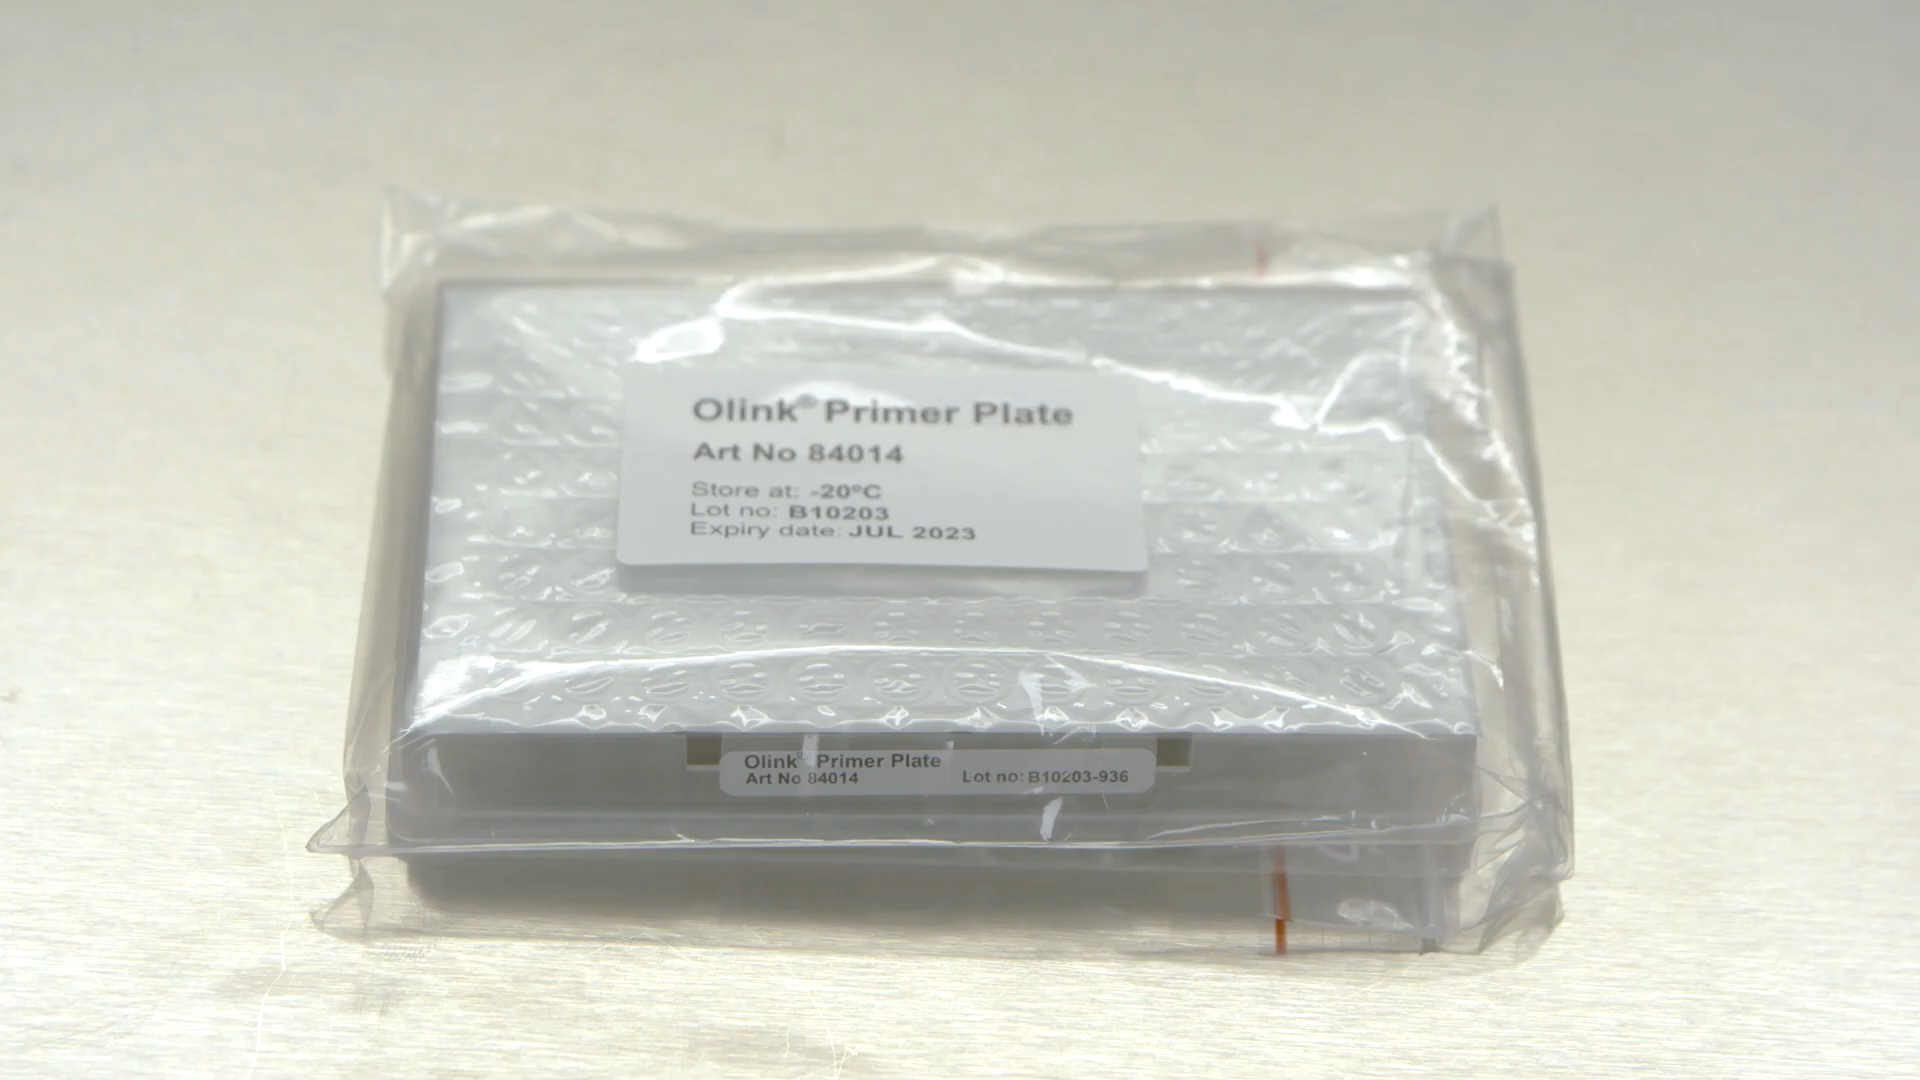 Olink® Primer Plate
Art No 84014
Store at: -20°C
Lot no: B10203
Expiry date: JUL 2023
Olink® Primer Plate
Art No 84014 Lot no: B10203-936